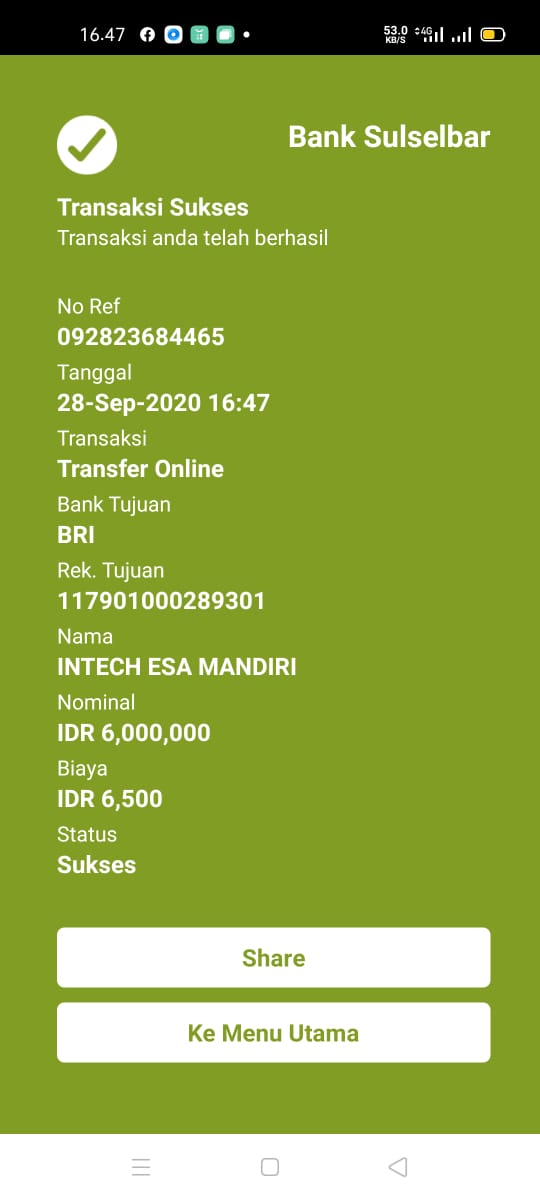 16.47
53.0
KB/S
4G
Bank Sulselbar
Transaksi Sukses
Transaksi anda telah berhasil
No Ref
092823684465
Tanggal
28-Sep-2020 16:47
Transaksi
Transfer Online
Bank Tujuan
BRI
Rek. Tujuan
117901000289301
Nama
INTECH ESA MANDIRI
Nominal
IDR 6,000,000
Biaya
IDR 6,500
Status
Sukses
Share
Ke Menu Utama